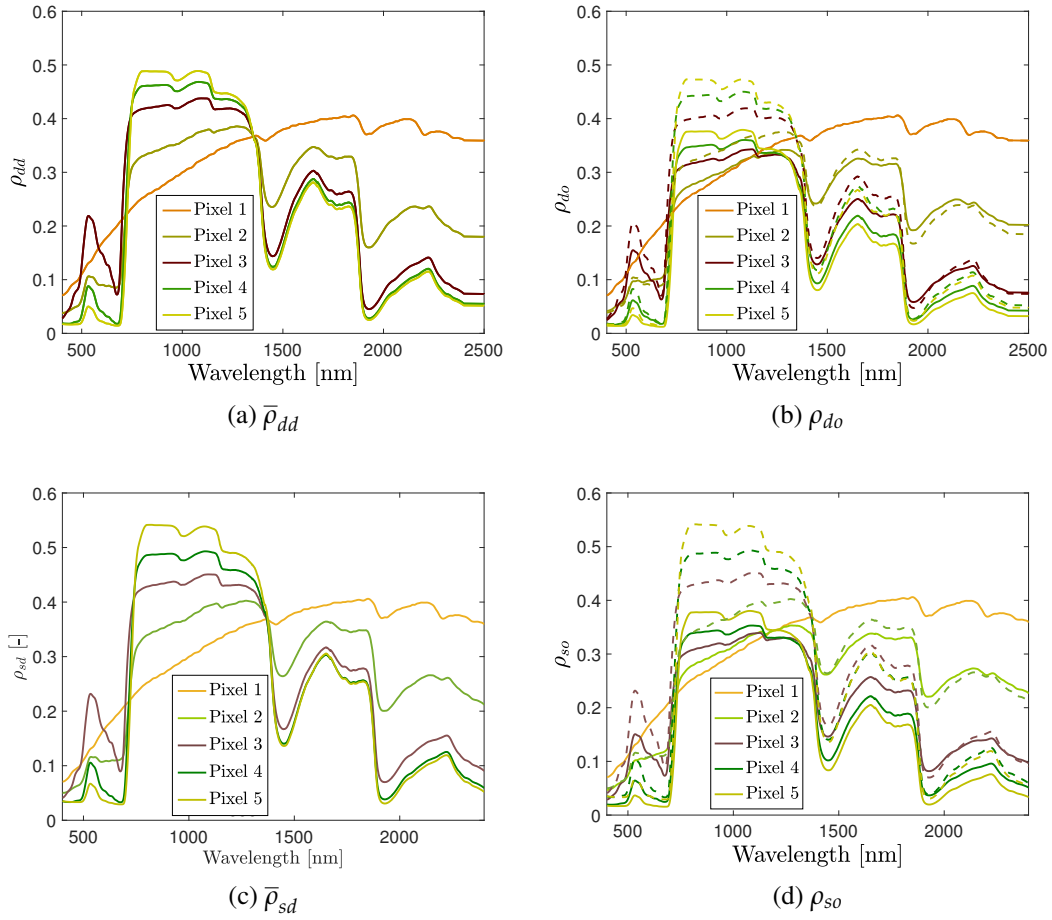 0.6
0.5
0.4
0.3
0.2
0.1
0
ρdd
Pixel 1
Pixel 2
Pixel 3
Pixel 4
Pixel 5
500 1000 1500 2000 2500
Wavelength [nm]
(a) ρ̅dd
0.6
0.5
0.4
0.3
0.2
0.1
0
ρdo
Pixel 1
Pixel 2
Pixel 3
Pixel 4
Pixel 5
500 1000 1500 2000 2500
Wavelength [nm]
(b) ρdo
0.6
0.5
0.4
0.3
0.2
0.1
0
ρsd [-]
Pixel 1
Pixel 2
Pixel 3
Pixel 4
Pixel 5
500 1000 1500 2000
Wavelength [nm]
(c) ρ̅sd
0.6
0.5
0.4
0.3
0.2
0.1
0
ρso
Pixel 1
Pixel 2
Pixel 3
Pixel 4
Pixel 5
500 1000 1500 2000
Wavelength [nm]
(d) ρso